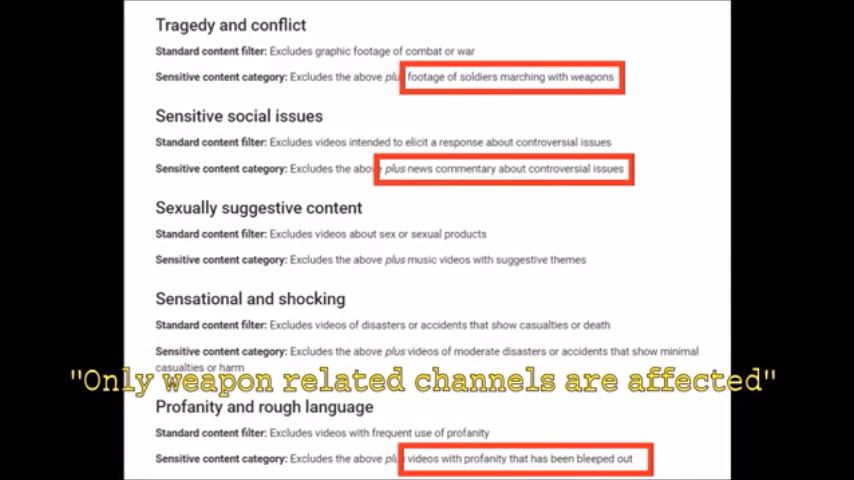 Tragedy and conflict
Standard content filter: Excludes graphic footage of combat or war
Sensitive content category: Excludes the above plus footage of soldiers marching with weapons
Sensitive social issues
Standard content filter: Excludes videos intended to elicit a response about controversial issues
Sensitive content category: Excludes the above plus news commentary about controversial issues
Sexually suggestive content
Standard content filter: Excludes videos about sex or sexual products
Sensitive content category: Excludes the above plus music videos with suggestive themes
Sensational and shocking
Standard content filter: Excludes videos of disasters or accidents that show casualties or death
Sensitive content category: Excludes the above plus videos of moderate disasters or accidents that show minimal
casualties or harm
"Only weapon related channels are affected"
Profanity and rough language
Standard content filter: Excludes videos with frequent use of profanity
Sensitive content category: Excludes the above plus videos with profanity that has been bleeped out